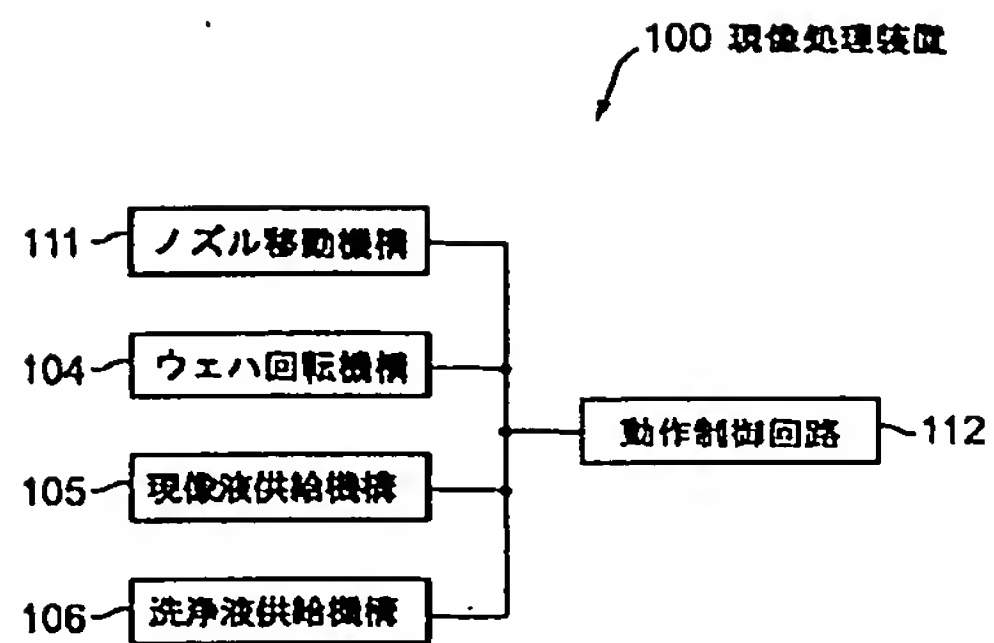 100 現像処理装置
111 ノズル移動機構
104 ウェハ回転機構
動作制御回路 112
105 現像液供給機構
106 洗浄液供給機構